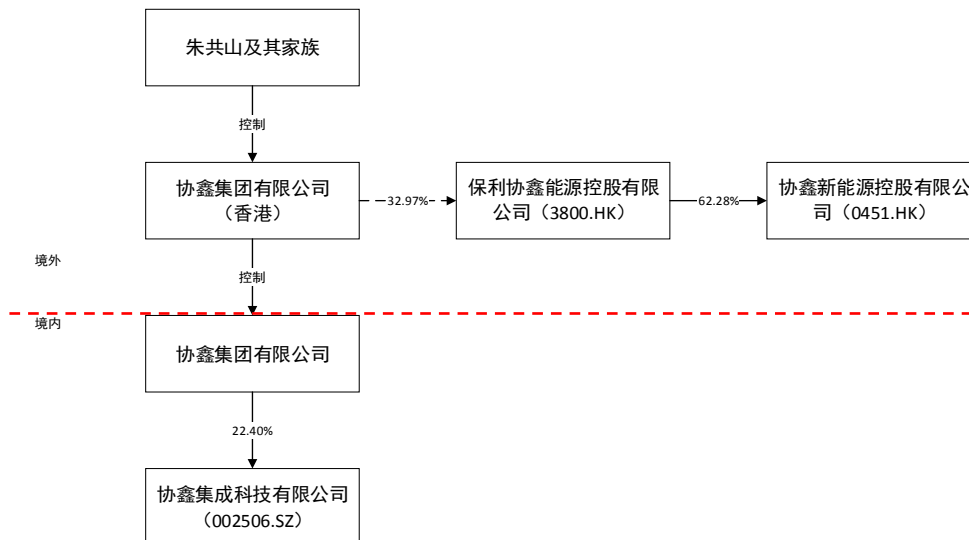 朱共山及其家族
控制
协鑫集团有限公司
（香港）
32.97%
保利协鑫能源控股有限
公司（3800.HK）
62.28%
协鑫新能源控股有限公
司（0451.HK）
境外
控制
境内
协鑫集团有限公司
22.40%
协鑫集成科技有限公司
（002506.SZ）